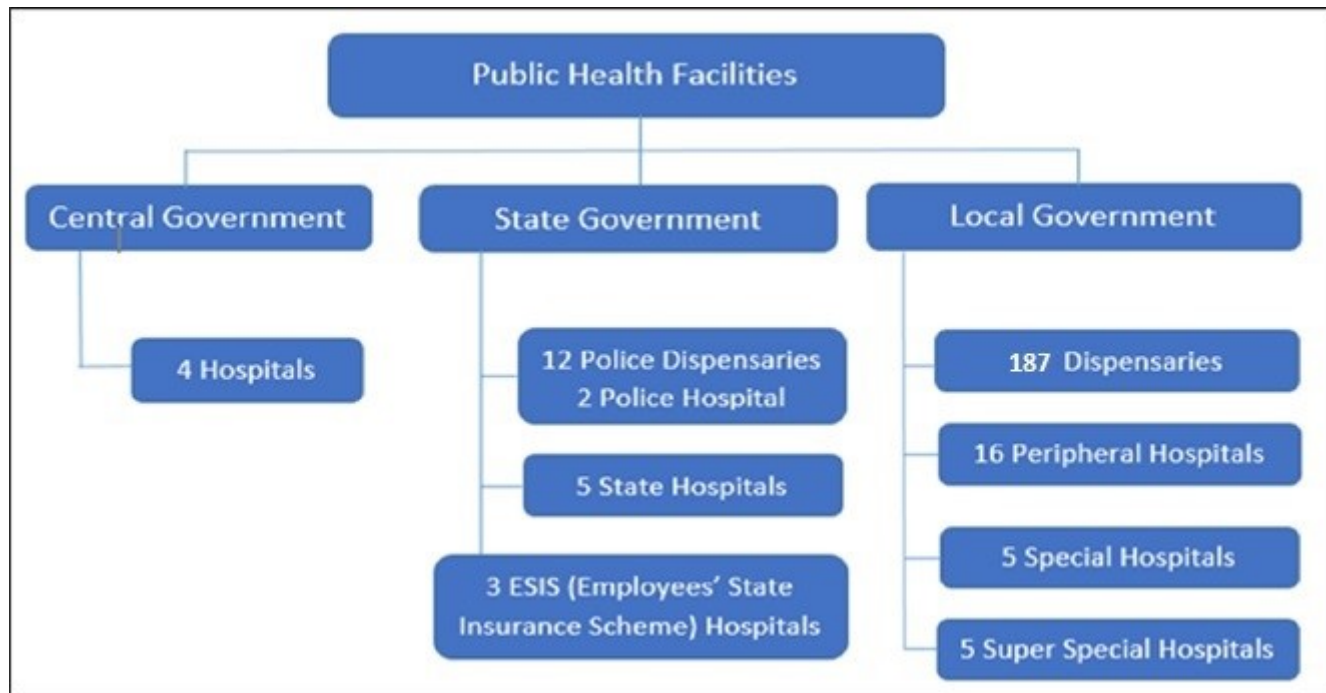 Public Health Facilities
Central Government
State Government
Local Government
4 Hospitals
12 Police Dispensaries
2 Police Hospital
5 State Hospitals
3 ESIS (Employees’ State
Insurance Scheme) Hospitals
187 Dispensaries
16 Peripheral Hospitals
5 Special Hospitals
5 Super Special Hospitals